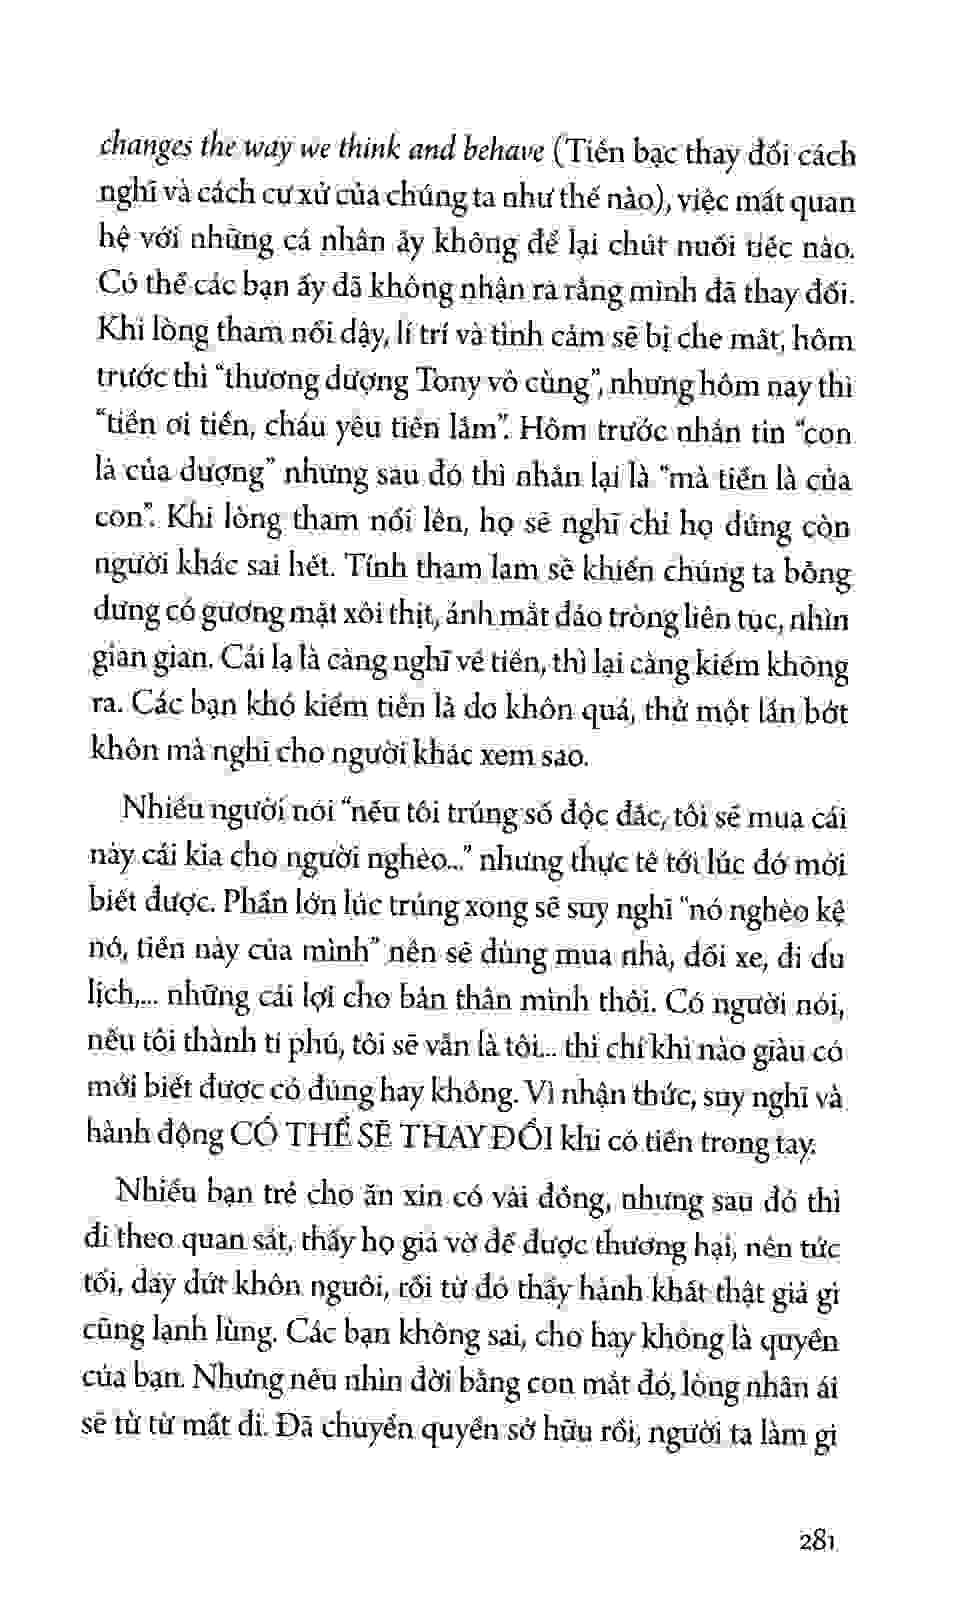 changes the way we think and behave (Tiền bạc thay đổi cách
nghĩ và cách cư xử của chúng ta như thế nào), việc mất quan
hệ với những cá nhân ấy không để lại chút nuối tiếc nào.
Có thể các bạn ấy đã không nhận ra rằng mình đã thay đổi.
Khi lòng tham nổi dậy, lí trí và tình cảm sẽ bị che mất, hôm
trước thì “thương dượng Tony vô cùng”, nhưng hôm nay thì
“tiền ơi tiền, cháu yêu tiền lắm”. Hôm trước nhắn tin “con
là của dượng” nhưng sau đó thì nhắn lại là “mà tiền là của
con”. Khi lòng tham nổi lên, họ sẽ nghĩ chỉ họ đúng còn
người khác sai hết. Tính tham lam sẽ khiến chúng ta bỗng
dưng có gương mặt xôi thịt, ánh mắt đảo tròng liên tục, nhìn
gian gian. Cái lạ là càng nghĩ về tiền, thì lại càng kiếm không
ra. Các bạn khó kiếm tiền là do khôn quá, thử một lần bớt
khôn mà nghĩ cho người khác xem sao.
Nhiều người nói “nếu tôi trúng số độc đắc, tôi sẽ mua cái
này cái kia cho người nghèo...” nhưng thực tế tới lúc đó mới
biết được. Phần lớn lúc trúng xong sẽ suy nghĩ “nó nghèo kệ
nó, tiền này của mình” nên sẽ dùng mua nhà, đổi xe, đi du
lịch,... những cái lợi cho bản thân mình thôi. Có người nói,
nếu tôi thành tỉ phú, tôi sẽ vẫn là tôi... thì chỉ khi nào giàu có
mới biết được có đúng hay không. Vì nhận thức, suy nghĩ và
hành động CÓ THỂ SẼ THAY ĐỔI khi có tiền trong tay.
Nhiều bạn trẻ cho ăn xin có vài đồng, nhưng sau đó thì
đi theo quan sát, thấy họ giả vờ để được thương hại, nên tức
tối, day dứt khôn nguôi, rồi từ đó thấy hành khất thật giả gì
cũng lạnh lùng. Các bạn không sai, cho hay không là quyền
của bạn. Nhưng nếu nhìn đời bằng con mắt đó, lòng nhân ái
sẽ từ từ mất đi. Đã chuyển quyền sở hữu rồi, người ta làm gì
281